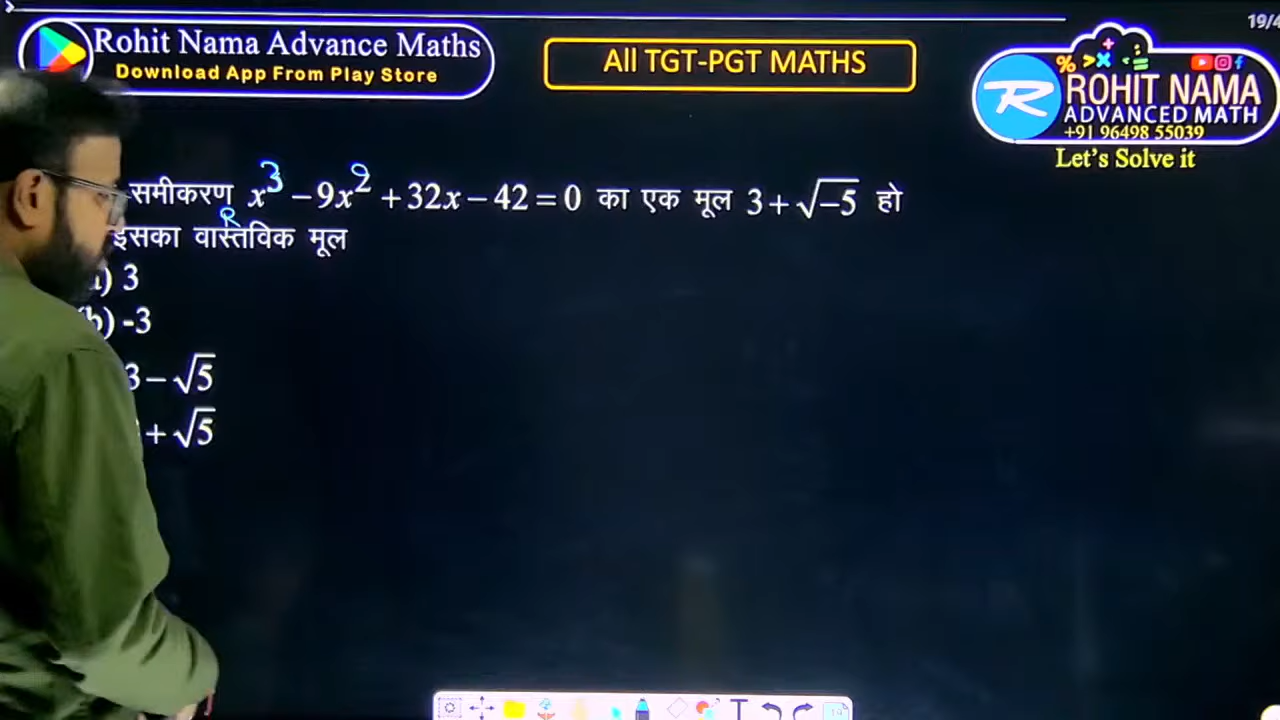 19/4
Rohit Nama Advance Maths
Download App From Play Store
All TGT-PGT MATHS
ROHIT NAMA
ADVANCED MATH
+91 96498 55039
Let's Solve it
समीकरण x³ − 9x² + 32x − 42 = 0 का एक मूल 3 + √−5 हो
R
इसका वास्तविक मूल
) 3
b) -3
3 − √5
+ √5